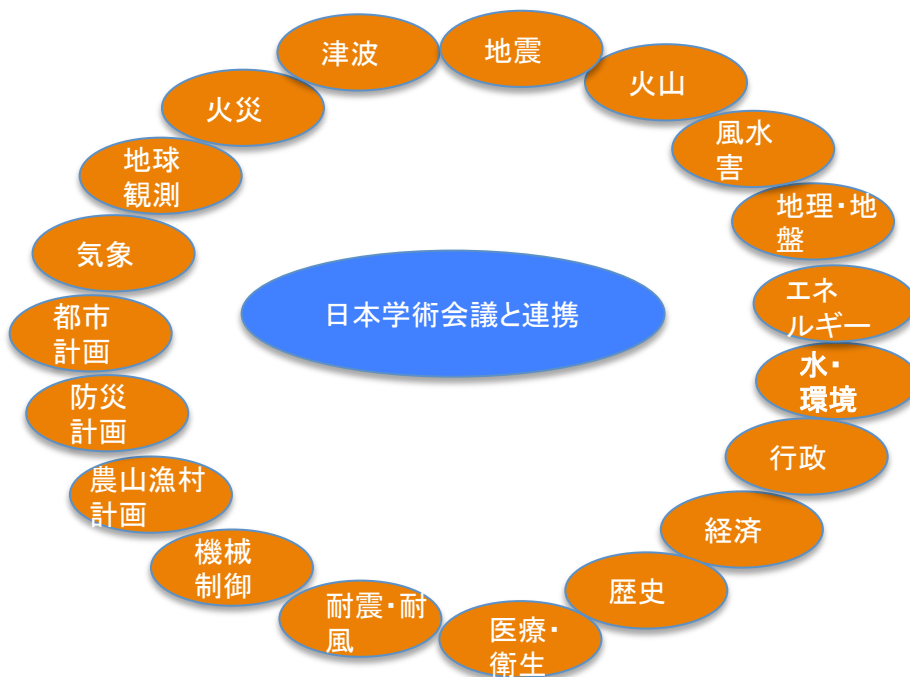 津波
地震
火山
風水
害
地理・地
盤
エネ
ルギー
水・
環境
行政
経済
歴史
医療・
衛生
耐震・耐
風
機械
制御
農山漁村
計画
防災
計画
都市
計画
気象
地球
観測
火災
日本学術会議と連携